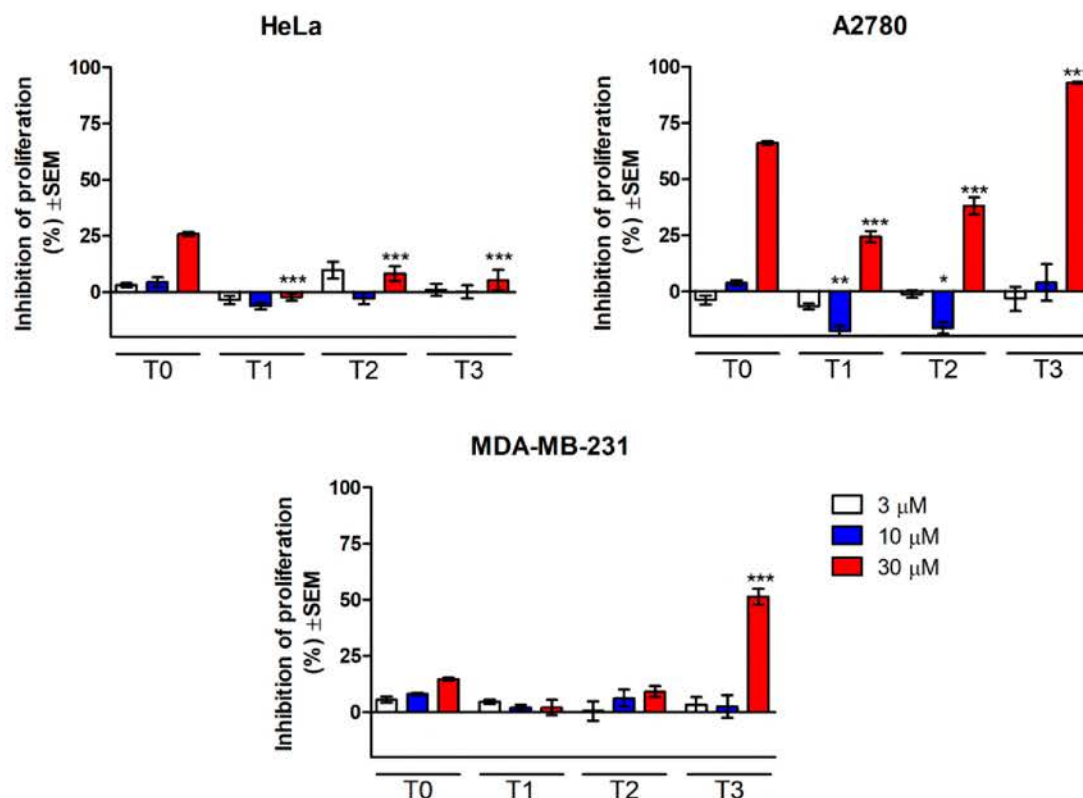 HeLa
Inhibition of proliferation
(%) ±SEM
100
75
50
25
0
***
***
***
T0 T1 T2 T3
A2780
Inhibition of proliferation
(%) ±SEM
100
75
50
25
0
**
***
*
***
T0 T1 T2 T3
MDA-MB-231
Inhibition of proliferation
(%) ±SEM
100
75
50
25
0
***
T0 T1 T2 T3
3 μM
10 μM
30 μM